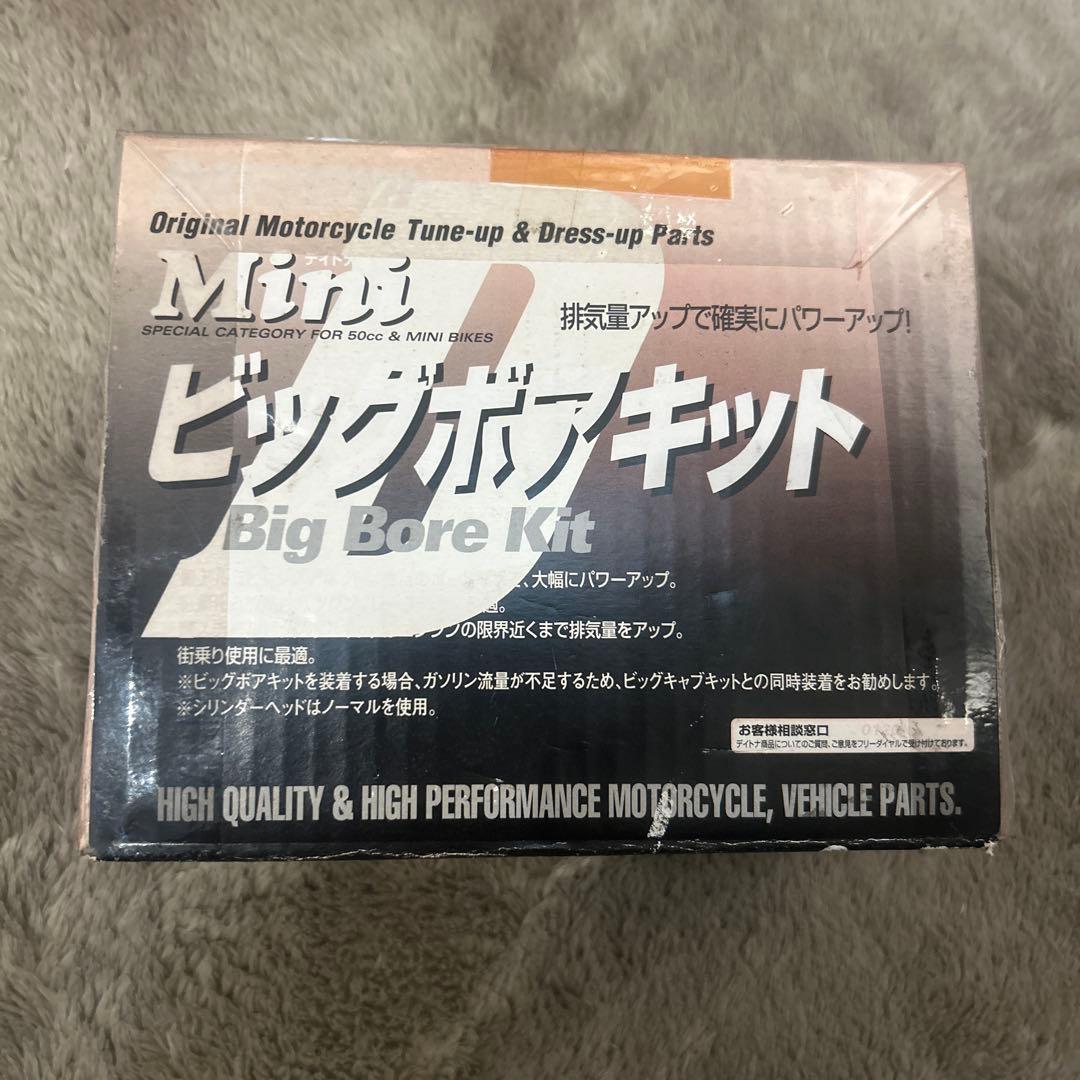 Original Motorcycle Tune-up & Dress-up Parts
デイトナ
Mini
SPECIAL CATEGORY FOR 50cc & MINI BIKES
排気量アップで確実にパワーアップ!
ビッグボアキット
Big Bore Kit
、大幅にパワーアップ。
の限界近くまで排気量をアップ。
街乗り使用に最適。
※ビッグボアキットを装着する場合、ガソリン流量が不足するため、ビッグキャブキットとの同時装着をお勧めします。
※シリンダーヘッドはノーマルを使用。
お客様相談窓口
デイトナ商品についてのご質問、ご意見をフリーダイヤルで受け付けております。
HIGH QUALITY & HIGH PERFORMANCE MOTORCYCLE, VEHICLE PARTS.